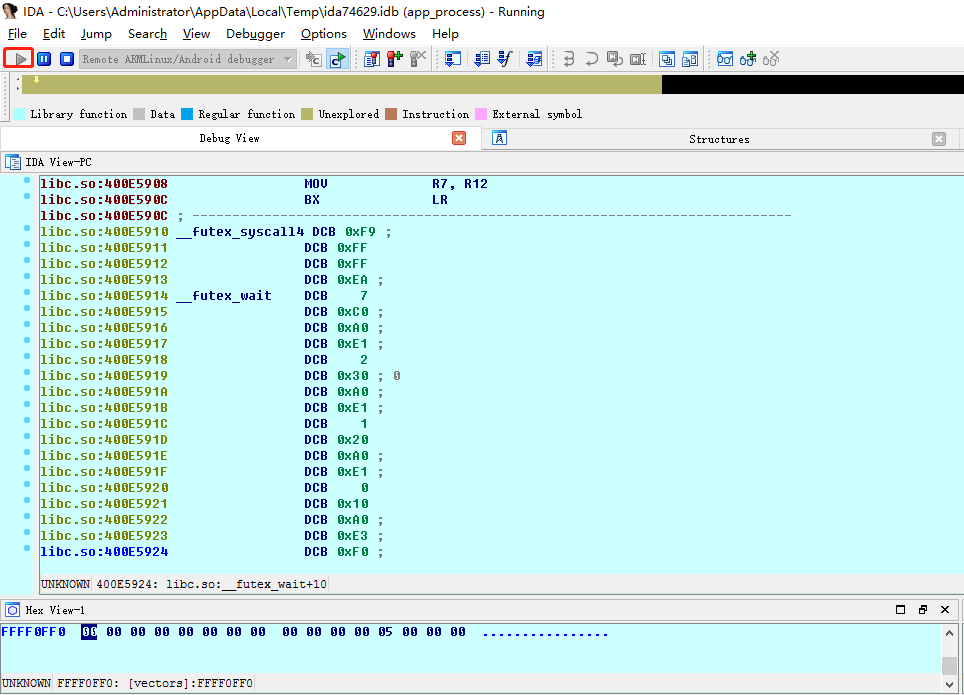 IDA - C:\Users\Administrator\AppData\Local\Temp\ida74629.idb (app_process) - Running
File Edit Jump Search View Debugger Options Windows Help
Remote ARMLinux/Android debugger
Library function Data Regular function Unexplored Instruction External symbol
Debug View Structures
IDA View-PC
libc.so:400E5908 MOV R7, R12
libc.so:400E590C BX LR
libc.so:400E590C ; ---------------------------------------------------------------------------
libc.so:400E5910 __futex_syscall4 DCB 0xF9 ;
libc.so:400E5911 DCB 0xFF
libc.so:400E5912 DCB 0xFF
libc.so:400E5913 DCB 0xEA ;
libc.so:400E5914 __futex_wait DCB 7
libc.so:400E5915 DCB 0xC0 ;
libc.so:400E5916 DCB 0xA0 ;
libc.so:400E5917 DCB 0xE1 ;
libc.so:400E5918 DCB 2
libc.so:400E5919 DCB 0x30 ; 0
libc.so:400E591A DCB 0xA0 ;
libc.so:400E591B DCB 0xE1 ;
libc.so:400E591C DCB 1
libc.so:400E591D DCB 0x20
libc.so:400E591E DCB 0xA0 ;
libc.so:400E591F DCB 0xE1 ;
libc.so:400E5920 DCB 0
libc.so:400E5921 DCB 0x10
libc.so:400E5922 DCB 0xA0 ;
libc.so:400E5923 DCB 0xE3 ;
libc.so:400E5924 DCB 0xF0 ;
UNKNOWN 400E5924: libc.so:__futex_wait+10
Hex View-1
FFFF0FF0 00 00 00 00 00 00 00 00 00 00 00 00 05 00 00 00 ................
UNKNOWN FFFF0FF0: [vectors]:FFFF0FF0